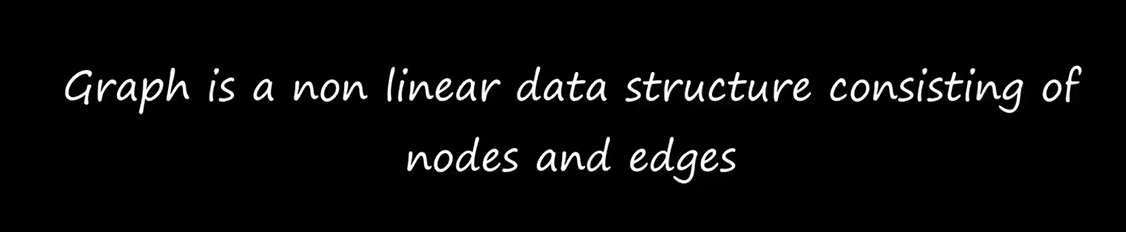 Graph is a non linear data structure consisting of
nodes and edges